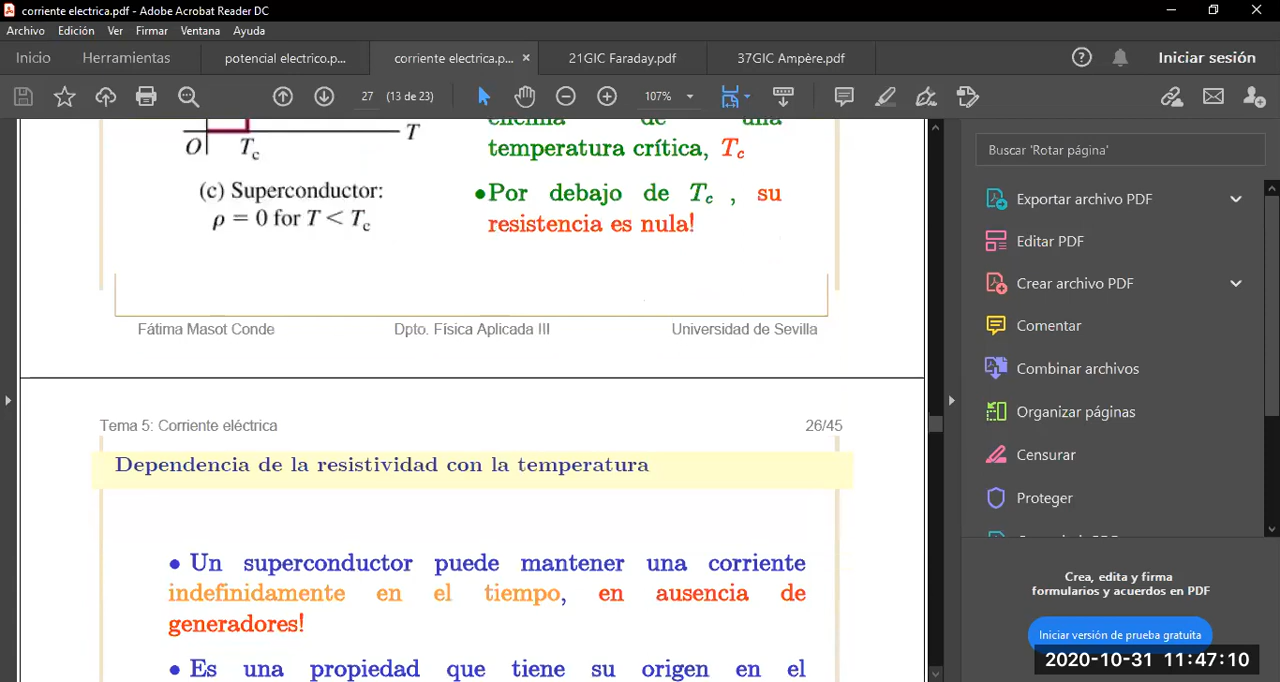 corriente electrica.pdf - Adobe Acrobat Reader DC
Archivo Edición Ver Firmar Ventana Ayuda
Inicio Herramientas potencial electrico.p... corriente electrica.p... × 21GIC Faraday.pdf 37GIC Ampère.pdf Iniciar sesión
27 (13 de 23) 107%
encima de una
temperatura crítica, Tc
O Tc T
(c) Superconductor:
ρ = 0 for T < Tc
•Por debajo de Tc , su
resistencia es nula!
Fátima Masot Conde Dpto. Física Aplicada III Universidad de Sevilla
Tema 5: Corriente eléctrica 26/45
Dependencia de la resistividad con la temperatura
• Un superconductor puede mantener una corriente
indefinidamente en el tiempo, en ausencia de
generadores!
• Es una propiedad que tiene su origen en el
Buscar 'Rotar página'
Exportar archivo PDF
Editar PDF
Crear archivo PDF
Comentar
Combinar archivos
Organizar páginas
Censurar
Proteger
Crea, edita y firma
formularios y acuerdos en PDF
Iniciar versión de prueba gratuita
2020-10-31 11:47:10